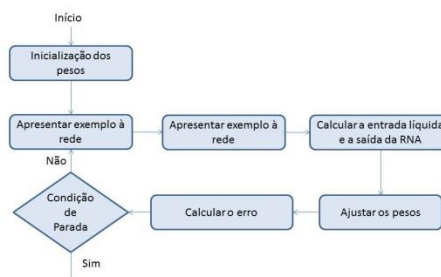 Início
Inicialização dos
pesos
Apresentar exemplo à
rede
Apresentar exemplo à
rede
Calcular a entrada líquida
e a saída da RNA
Não
Condição
de
Parada
Calcular o erro
Ajustar os pesos
Sim